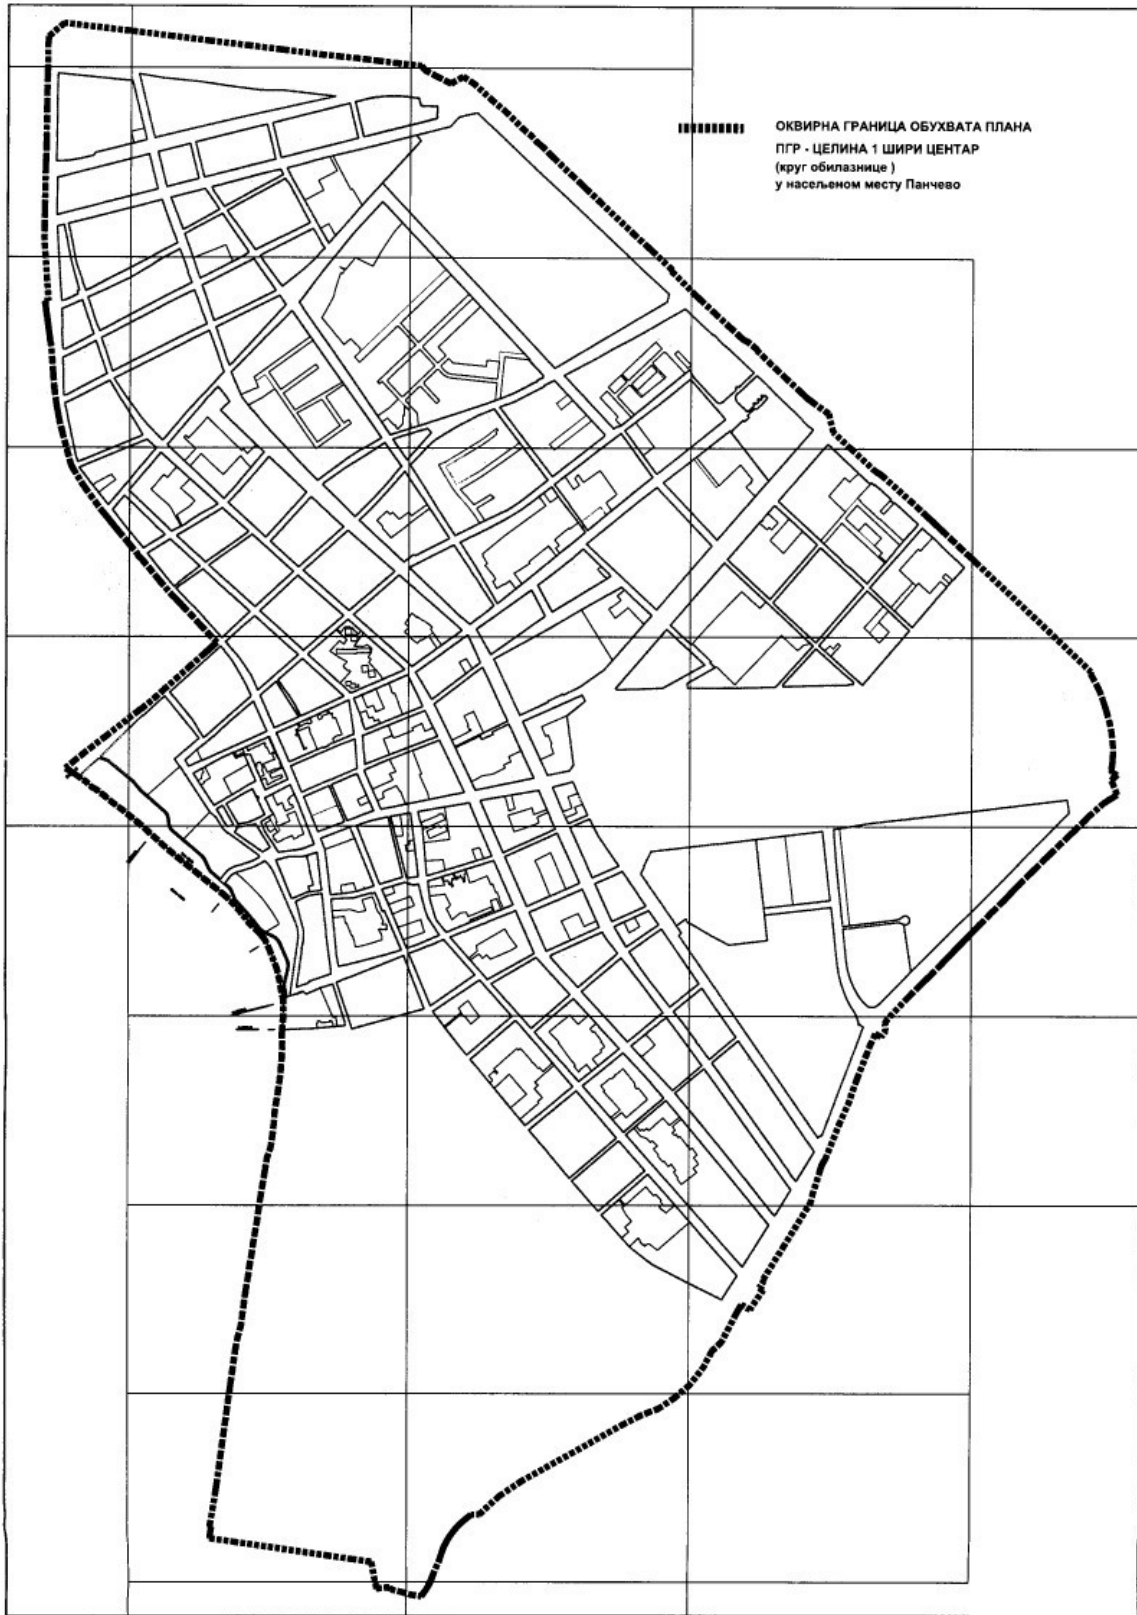 ОКВИРНА ГРАНИЦА ОБУХВАТА ПЛАНА
ПГР - ЦЕЛИНА 1 ШИРИ ЦЕНТАР
(круг обилазнице )
у насељеном месту Панчево